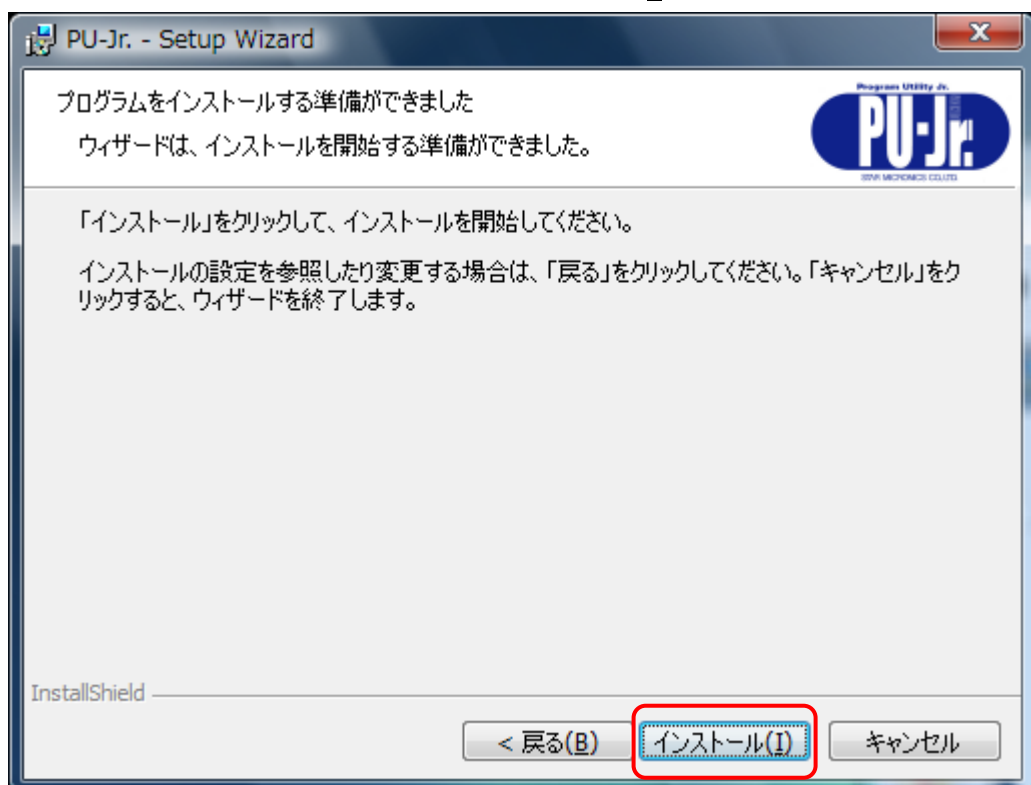 PU-Jr. - Setup Wizard
プログラムをインストールする準備ができました
ウィザードは、インストールを開始する準備ができました。
Program Utility Jr.
PU-Jr.
STAR MICRONICS CO.,LTD.
「インストール」をクリックして、インストールを開始してください。
インストールの設定を参照したり変更する場合は、「戻る」をクリックしてください。「キャンセル」をク
リックすると、ウィザードを終了します。
InstallShield
< 戻る(B)
インストール(I)
キャンセル